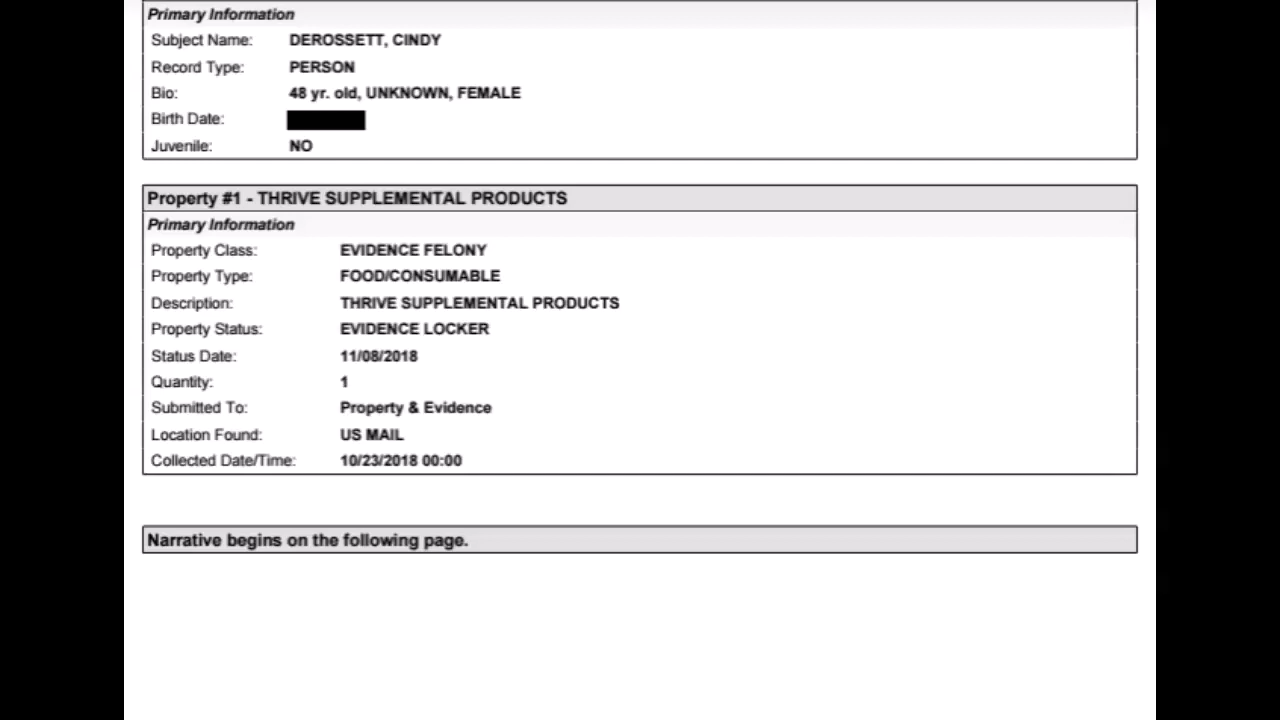 Primary Information
Subject Name: DEROSSETT, CINDY
Record Type: PERSON
Bio: 48 yr. old, UNKNOWN, FEMALE
Birth Date:
Juvenile: NO
Property #1 - THRIVE SUPPLEMENTAL PRODUCTS
Primary Information
Property Class: EVIDENCE FELONY
Property Type: FOOD/CONSUMABLE
Description: THRIVE SUPPLEMENTAL PRODUCTS
Property Status: EVIDENCE LOCKER
Status Date: 11/08/2018
Quantity: 1
Submitted To: Property & Evidence
Location Found: US MAIL
Collected Date/Time: 10/23/2018 00:00
Narrative begins on the following page.